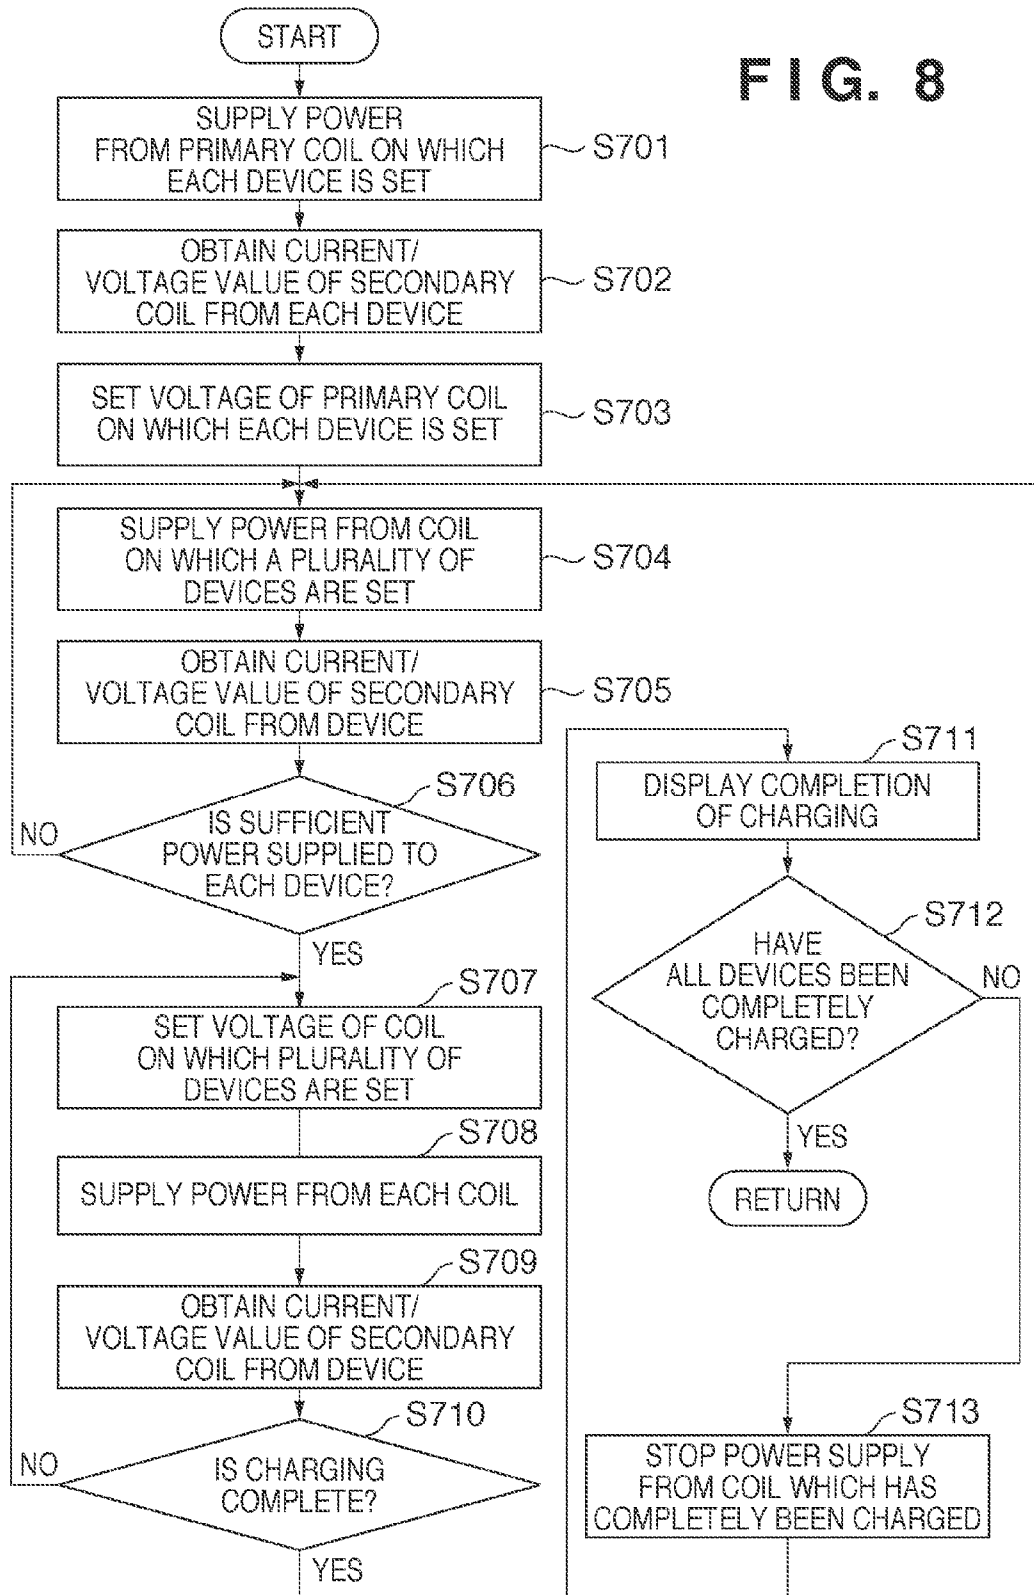 FIG. 8
START
SUPPLY POWER
FROM PRIMARY COIL ON WHICH
EACH DEVICE IS SET
S701
OBTAIN CURRENT/
VOLTAGE VALUE OF SECONDARY
COIL FROM EACH DEVICE
S702
SET VOLTAGE OF PRIMARY COIL
ON WHICH EACH DEVICE IS SET
S703
SUPPLY POWER FROM COIL
ON WHICH A PLURALITY OF
DEVICES ARE SET
S704
OBTAIN CURRENT/
VOLTAGE VALUE OF SECONDARY
COIL FROM DEVICE
S705
S706
IS SUFFICIENT
POWER SUPPLIED TO
EACH DEVICE?
NO
YES
S707
SET VOLTAGE OF COIL
ON WHICH PLURALITY OF
DEVICES ARE SET
S708
SUPPLY POWER FROM EACH COIL
S709
OBTAIN CURRENT/
VOLTAGE VALUE OF SECONDARY
COIL FROM DEVICE
S710
IS CHARGING
COMPLETE?
NO
YES
S711
DISPLAY COMPLETION
OF CHARGING
S712
HAVE
ALL DEVICES BEEN
COMPLETELY
CHARGED?
NO
YES
RETURN
S713
STOP POWER SUPPLY
FROM COIL WHICH HAS
COMPLETELY BEEN CHARGED